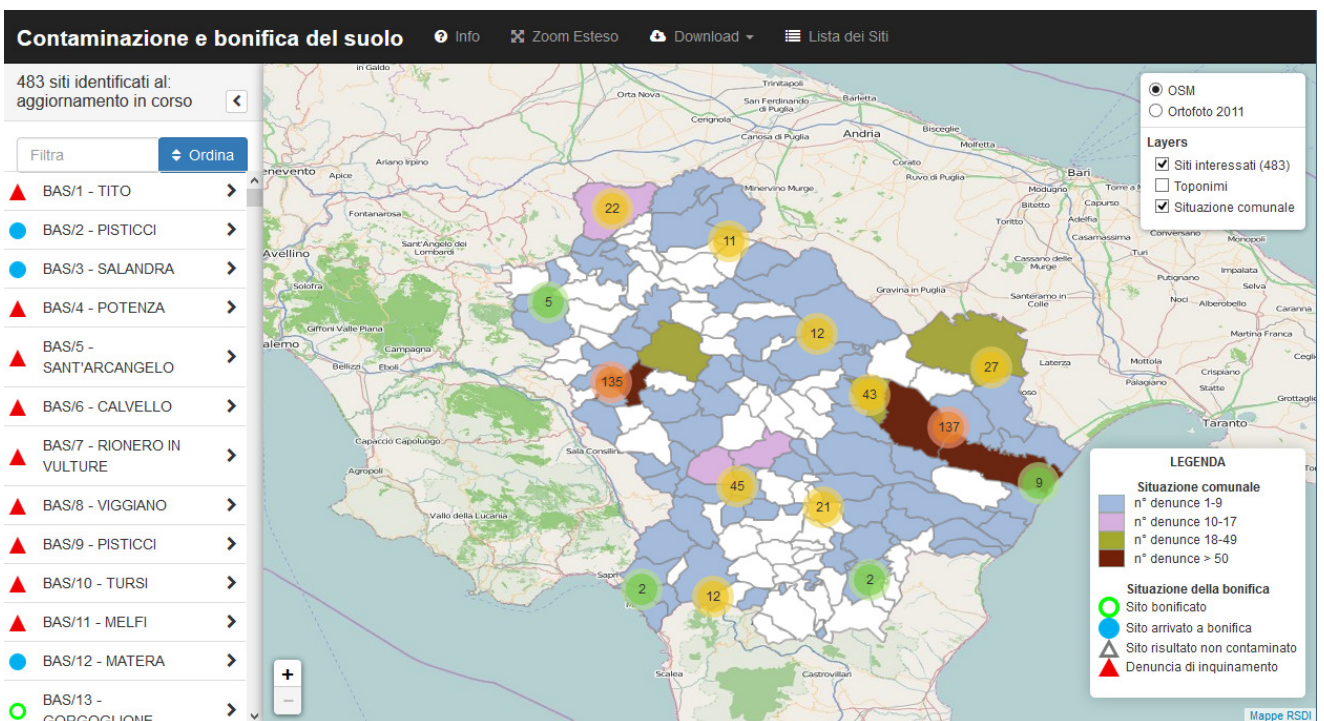 Contaminazione e bonifica del suolo
Info
Zoom Esteso
Download
Lista dei Siti
483 siti identificati al:
aggiornamento in corso
Filtra
Ordina
BAS/1 - TITO
BAS/2 - PISTICCI
BAS/3 - SALANDRA
BAS/4 - POTENZA
BAS/5 -
SANT'ARCANGELO
BAS/6 - CALVELLO
BAS/7 - RIONERO IN
VULTURE
BAS/8 - VIGGIANO
BAS/9 - PISTICCI
BAS/10 - TURSI
BAS/11 - MELFI
BAS/12 - MATERA
BAS/13 -
GORGOGLIONE
in Galdo
Orta Nova
Trinitapoli
San Ferdinando
di Puglia
Barletta
Cerignola
Canosa di Puglia
Andria
Bisceglie
Molfetta
Corato
Ruvo di Puglia
Bari
Modugno
Bitetto
Capurso
Adelfia
Toritto
Casamassima
Conversano
Monopoli
Ariano Irpino
Apice
Minervino Murge
Fontanarosa
Sant'Angelo dei
Lombardi
Avellino
Solofra
Cassano delle
Murge
Turi
Putignano
Impalata
Selva
Gravina in Puglia
Santeramo in
Colle
Noci
Alberobello
Caranna
Martina Franca
Giffoni Valle Piana
Campagna
Bellizzi
Eboli
Laterza
Mottola
Crispiano
Palagiano
Statte
Taranto
Capaccio Capoluogo
Sala Consilina
Agropoli
Vallo della Lucania
Sapri
Scalea
Castrovillari
22
11
5
12
27
135
43
137
9
45
21
2
12
2
+
−
OSM
Ortofoto 2011
Layers
Siti interessati (483)
Toponimi
Situazione comunale
LEGENDA
Situazione comunale
n° denunce 1-9
n° denunce 10-17
n° denunce 18-49
n° denunce > 50
Situazione della bonifica
Sito bonificato
Sito arrivato a bonifica
Sito risultato non contaminato
Denuncia di inquinamento
Mappe RSDI